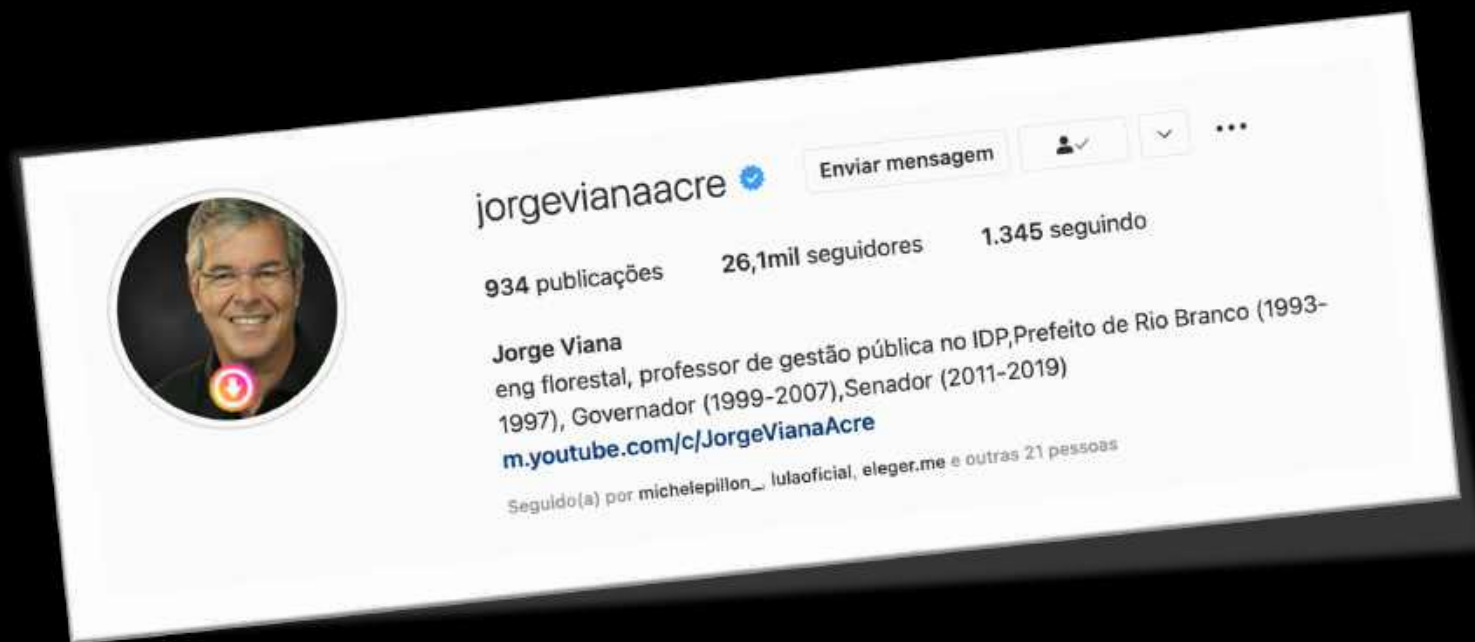 jorgevianaacre
Enviar mensagem
934 publicações
26,1mil seguidores
1.345 seguindo
Jorge Viana
eng florestal, professor de gestão pública no IDP,Prefeito de Rio Branco (1993-
1997), Governador (1999-2007),Senador (2011-2019)
m.youtube.com/c/JorgeVianaAcre
Seguido(a) por michelepillon_, lulaoficial, eleger.me e outras 21 pessoas